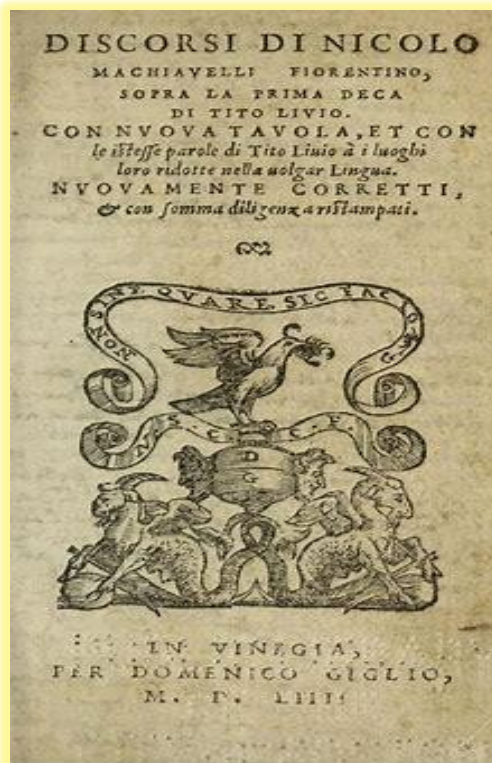 DISCORSI DI NICOLO
MACHIAVELLI FIORENTINO,
SOPRA LA PRIMA DECA
DI TITO LIVIO.
CON NVOVA TAVOLA, ET CON
le istesse parole di Tito Liuio à i luoghi
loro ridotte nella uolgar Lingua.
NVOVAMENTE CORRETTI,
& con somma diligenza ristampati.
NON SINE QVARE SIC FACIO
D
G
IN VINEGIA,
PER DOMENICO GIGLIO,
M. D. LIIII